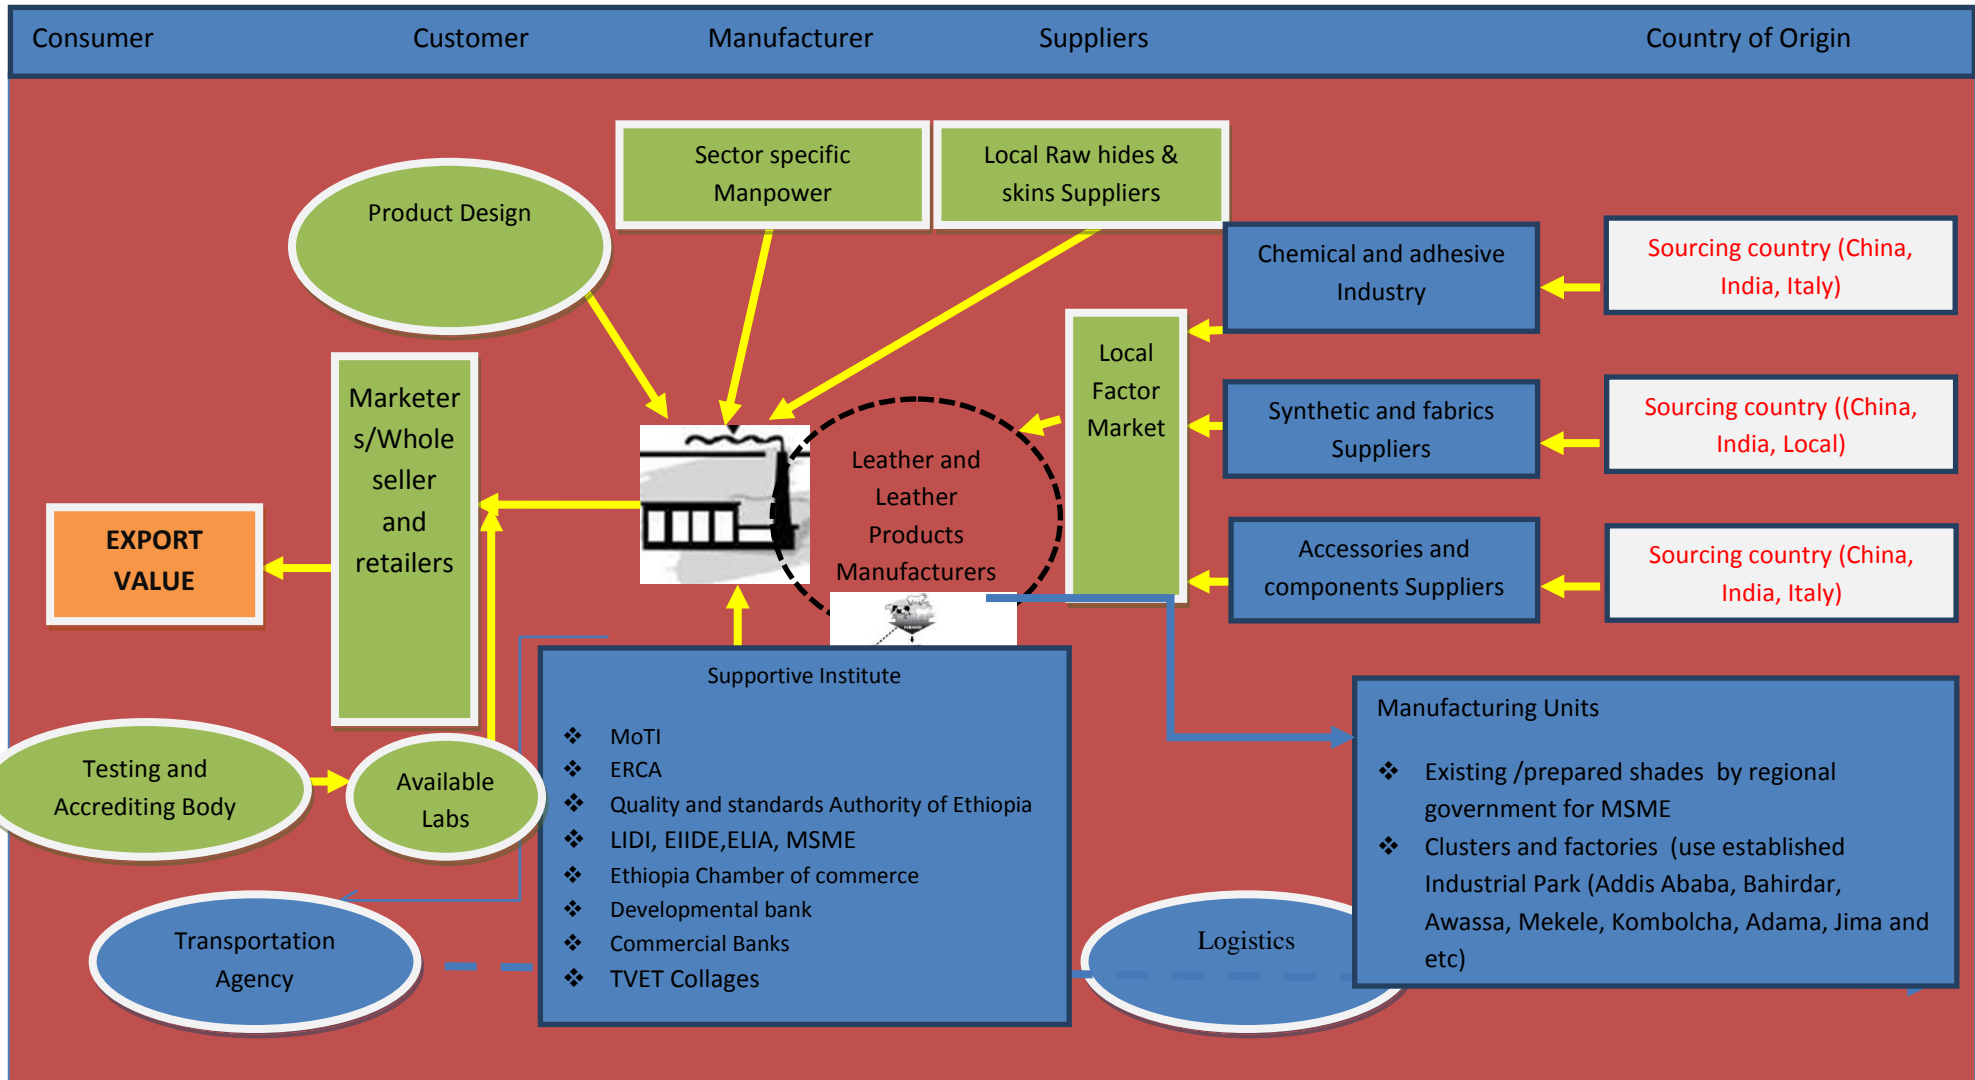 Consumer Customer Manufacturer Suppliers Country of Origin
Product Design
Sector specific
Manpower
Local Raw hides &
skins Suppliers
Chemical and adhesive
Industry
Sourcing country (China,
India, Italy)
Local
Factor
Market
Synthetic and fabrics
Suppliers
Sourcing country ((China,
India, Local)
Accessories and
components Suppliers
Sourcing country ((China,
India, Italy)
Leather and
Leather
Products
Manufacturers
Marketer
s/Whole
seller
and
retailers
EXPORT
VALUE
Testing and
Accrediting Body
Available
Labs
Supportive Institute
❖ MoTI
❖ ERCA
❖ Quality and standards Authority of Ethiopia
❖ LIDI, EIIDE,ELIA, MSME
❖ Ethiopia Chamber of commerce
❖ Developmental bank
❖ Commercial Banks
❖ TVET Collages
Manufacturing Units
❖ Existing /prepared shades by regional
government for MSME
❖ Clusters and factories (use established
Industrial Park (Addis Ababa, Bahirdar,
Awassa, Mekele, Kombolcha, Adama, Jima and
etc)
Transportation
Agency
Logistics